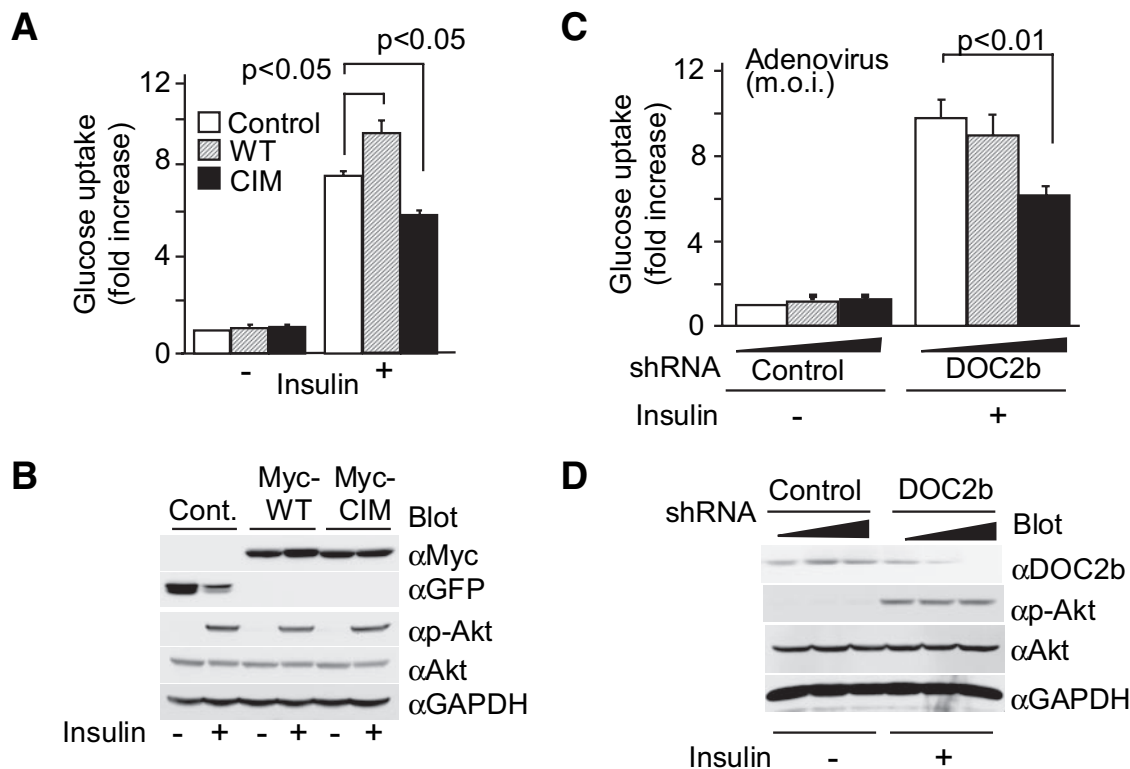 A
p<0.05
p<0.05
12
8
4
0
Glucose uptake
(fold increase)
Control
WT
CIM
-
+
Insulin
B
Cont.
Myc-
WT
Myc-
CIM
Blot
αMyc
αGFP
αp-Akt
αAkt
αGAPDH
Insulin - + - + - +
C
p<0.01
Adenovirus
(m.o.i.)
12
8
4
0
Glucose uptake
(fold increase)
shRNA Control DOC2b
Insulin - +
D
shRNA Control DOC2b
Blot
αDOC2b
αp-Akt
αAkt
αGAPDH
Insulin - +